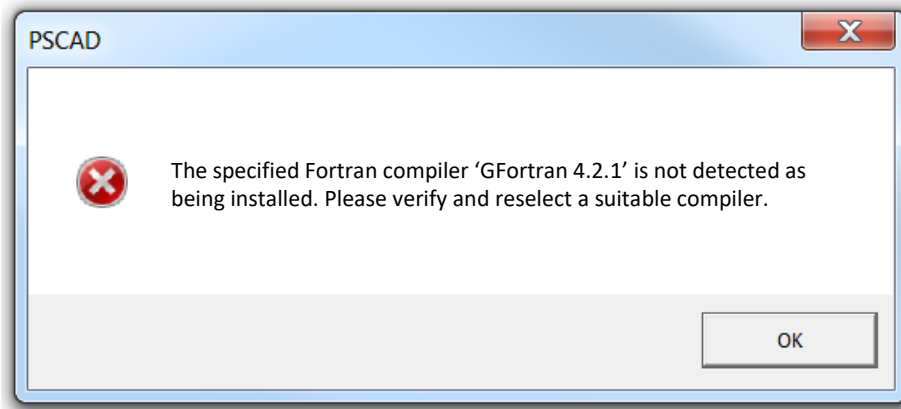 PSCAD
The specified Fortran compiler ‘GFortran 4.2.1’ is not detected as
being installed. Please verify and reselect a suitable compiler.
OK